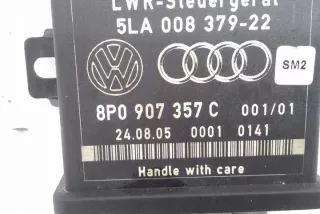 LWR-Steuergerät
5LA 008 379-22
SM2
8P0 907 357 C 001/01
24.08.05 0001 0141
Handle with care